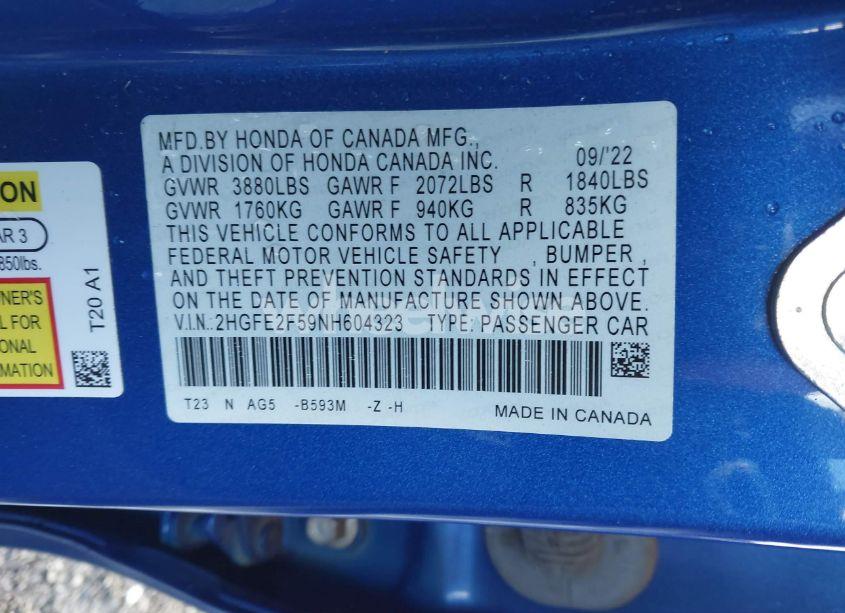 MFD.BY HONDA OF CANADA MFG.,
A DIVISION OF HONDA CANADA INC. 09/'22
GVWR 3880LBS GAWR F 2072LBS R 1840LBS
GVWR 1760KG GAWR F 940KG R 835KG
THIS VEHICLE CONFORMS TO ALL APPLICABLE
FEDERAL MOTOR VEHICLE SAFETY , BUMPER ,
AND THEFT PREVENTION STANDARDS IN EFFECT
ON THE DATE OF MANUFACTURE SHOWN ABOVE.
V.I.N.:2HGFE2F59NH604323 TYPE: PASSENGER CAR
T23 N AG5 -B593M -Z -H MADE IN CANADA
ON
AR 3
850lbs.
WNER'S
L FOR
ONAL
MATION
T20 A1